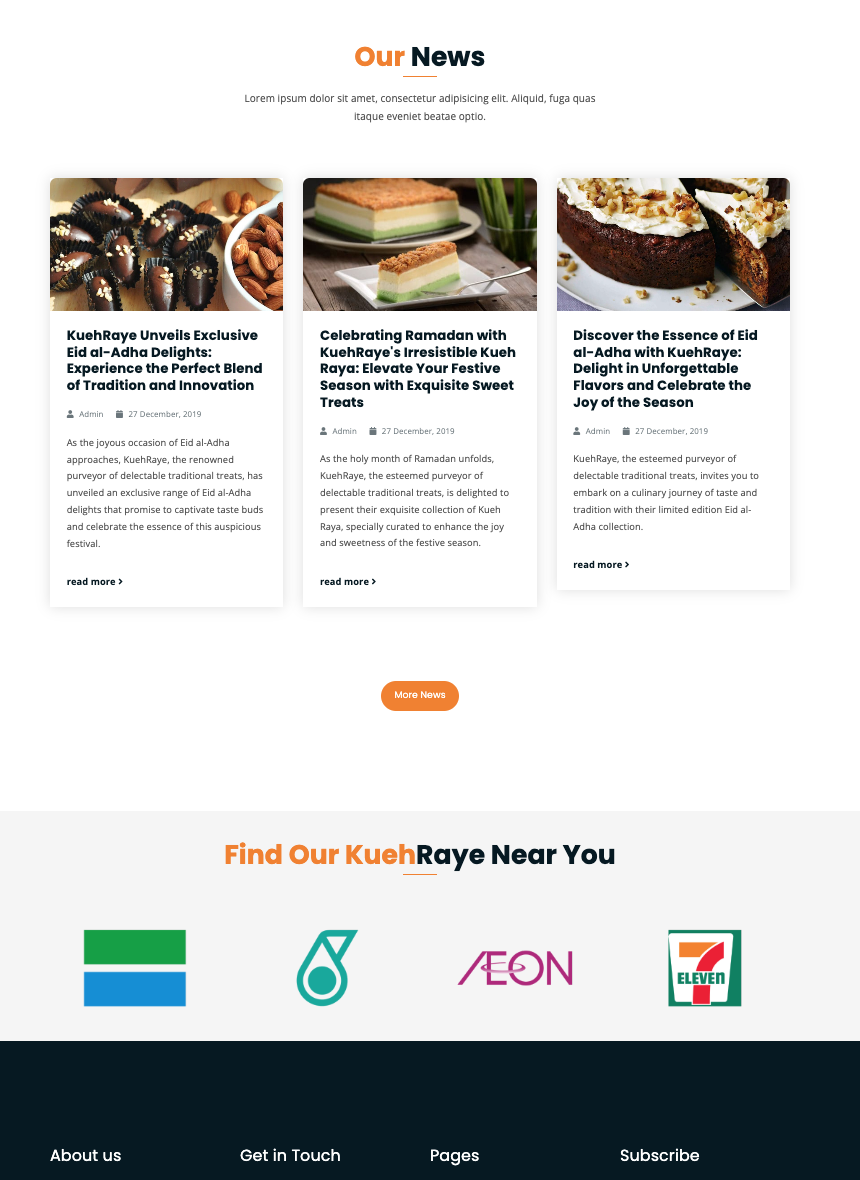 Our News
Lorem ipsum dolor sit amet, consectetur adipisicing elit. Aliquid, fuga quas
itaque eveniet beatae optio.
KuehRaye Unveils Exclusive
Eid al-Adha Delights:
Experience the Perfect Blend
of Tradition and Innovation
Admin 27 December, 2019
As the joyous occasion of Eid al-Adha
approaches, KuehRaye, the renowned
purveyor of delectable traditional treats, has
unveiled an exclusive range of Eid al-Adha
delights that promise to captivate taste buds
and celebrate the essence of this auspicious
festival.
read more
Celebrating Ramadan with
KuehRaye's Irresistible Kueh
Raya: Elevate Your Festive
Season with Exquisite Sweet
Treats
Admin 27 December, 2019
As the holy month of Ramadan unfolds,
KuehRaye, the esteemed purveyor of
delectable traditional treats, is delighted to
present their exquisite collection of Kueh
Raya, specially curated to enhance the joy
and sweetness of the festive season.
read more
Discover the Essence of Eid
al-Adha with KuehRaye:
Delight in Unforgettable
Flavors and Celebrate the
Joy of the Season
Admin 27 December, 2019
KuehRaye, the esteemed purveyor of
delectable traditional treats, invites you to
embark on a culinary journey of taste and
tradition with their limited edition Eid al-
Adha collection.
read more
More News
Find Our KuehRaye Near You
ÆON
7
ELEVEN
About us
Get in Touch
Pages
Subscribe